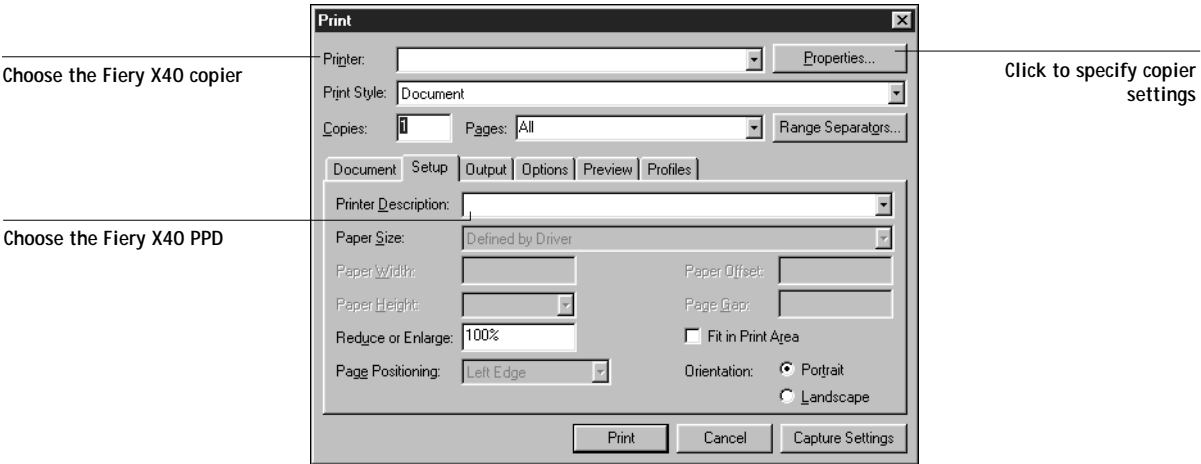 Print
Printer: Properties...
Choose the Fiery X40 copier
Click to specify copier
settings
Print Style: Document
Copies: 1 Pages: All Range Separators...
Document Setup Output Options Preview Profiles
Printer Description:
Choose the Fiery X40 PPD
Paper Size: Defined by Driver
Paper Width: Paper Offset:
Paper Height: Page Gap:
Reduce or Enlarge: 100% Fit in Print Area
Page Positioning: Left Edge Orientation: Portrait
Landscape
Print Cancel Capture Settings